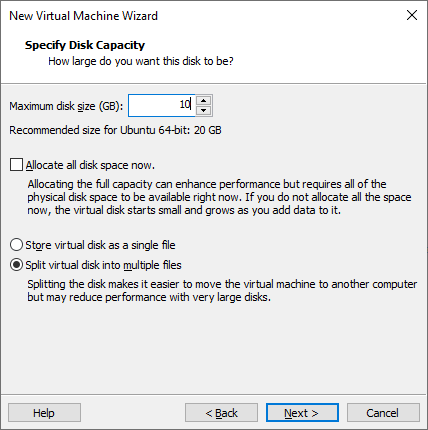 New Virtual Machine Wizard
Specify Disk Capacity
How large do you want this disk to be?
Maximum disk size (GB): 10
Recommended size for Ubuntu 64-bit: 20 GB
Allocate all disk space now.
Allocating the full capacity can enhance performance but requires all of the
physical disk space to be available right now. If you do not allocate all the space
now, the virtual disk starts small and grows as you add data to it.
Store virtual disk as a single file
Split virtual disk into multiple files
Splitting the disk makes it easier to move the virtual machine to another computer
but may reduce performance with very large disks.
Help < Back Next > Cancel